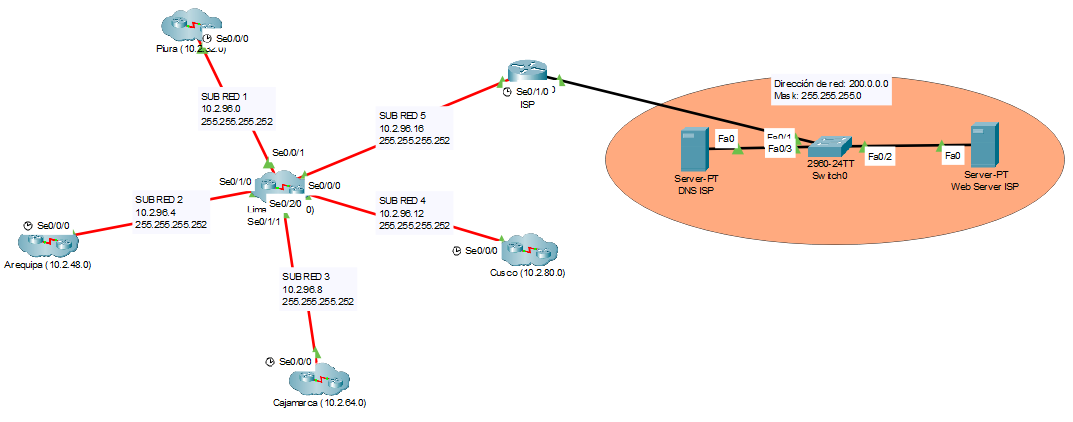 Se0/0/0
Piura (10.2.32.0)
SUB RED 1
10.2.96.0
255.255.255.252
Se0/0/1
SUB RED 5
10.2.96.16
255.255.255.252
Se0/1/0
ISP
Dirección de red: 200.0.0.0
Mask: 255.255.255.0
Fa0
Fa0/1
Fa0/3
Server-PT
DNS ISP
2960-24TT
Switch0
Fa0/2
Fa0
Server-PT
Web Server ISP
Se0/1/0
Se0/0/0
Se0/2/0
Lima
Se0/1/1
SUB RED 2
10.2.96.4
255.255.255.252
SUB RED 4
10.2.96.12
255.255.255.252
Se0/0/0
Arequipa (10.2.48.0)
Se0/0/0
Cusco (10.2.80.0)
SUB RED 3
10.2.96.8
255.255.255.252
Se0/0/0
Cajamarca (10.2.64.0)